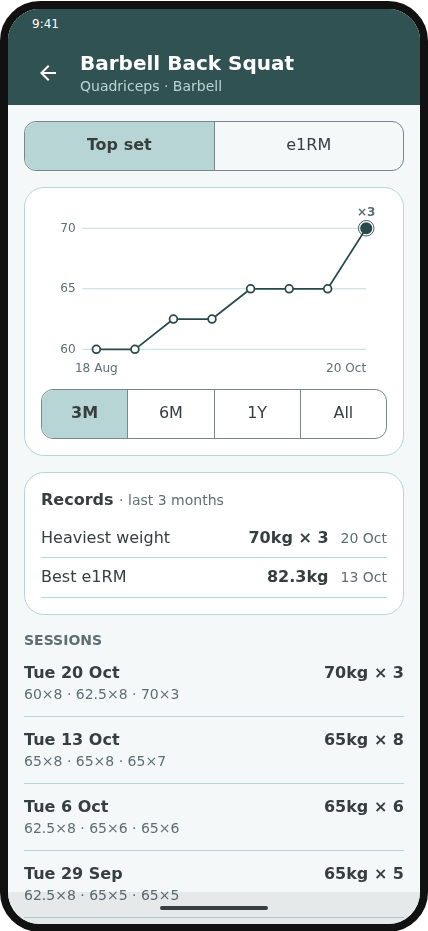 9:41
Barbell Back Squat
Quadriceps · Barbell
Top set e1RM
×3
70
65
60
18 Aug 20 Oct
3M 6M 1Y All
Records · last 3 months
Heaviest weight 70kg × 3 20 Oct
Best e1RM 82.3kg 13 Oct
SESSIONS
Tue 20 Oct 70kg × 3
60×8 · 62.5×8 · 70×3
Tue 13 Oct 65kg × 8
65×8 · 65×8 · 65×7
Tue 6 Oct 65kg × 6
62.5×8 · 65×6 · 65×6
Tue 29 Sep 65kg × 5
62.5×8 · 65×5 · 65×5